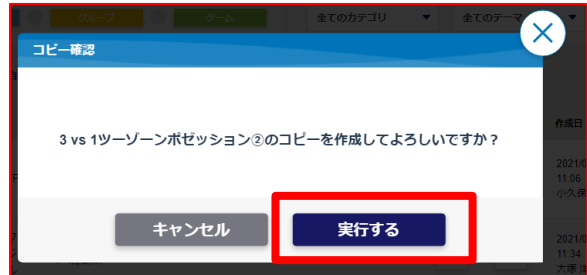 グループ
ゲーム
全てのカテゴリ ▼
全てのテーマ ▼
コピー確認
作成日
3 vs 1ツーゾーンポゼッション②のコピーを作成してよろしいですか？
2021/0
11:06
小久保
キャンセル
実行する
2021/0
11:34